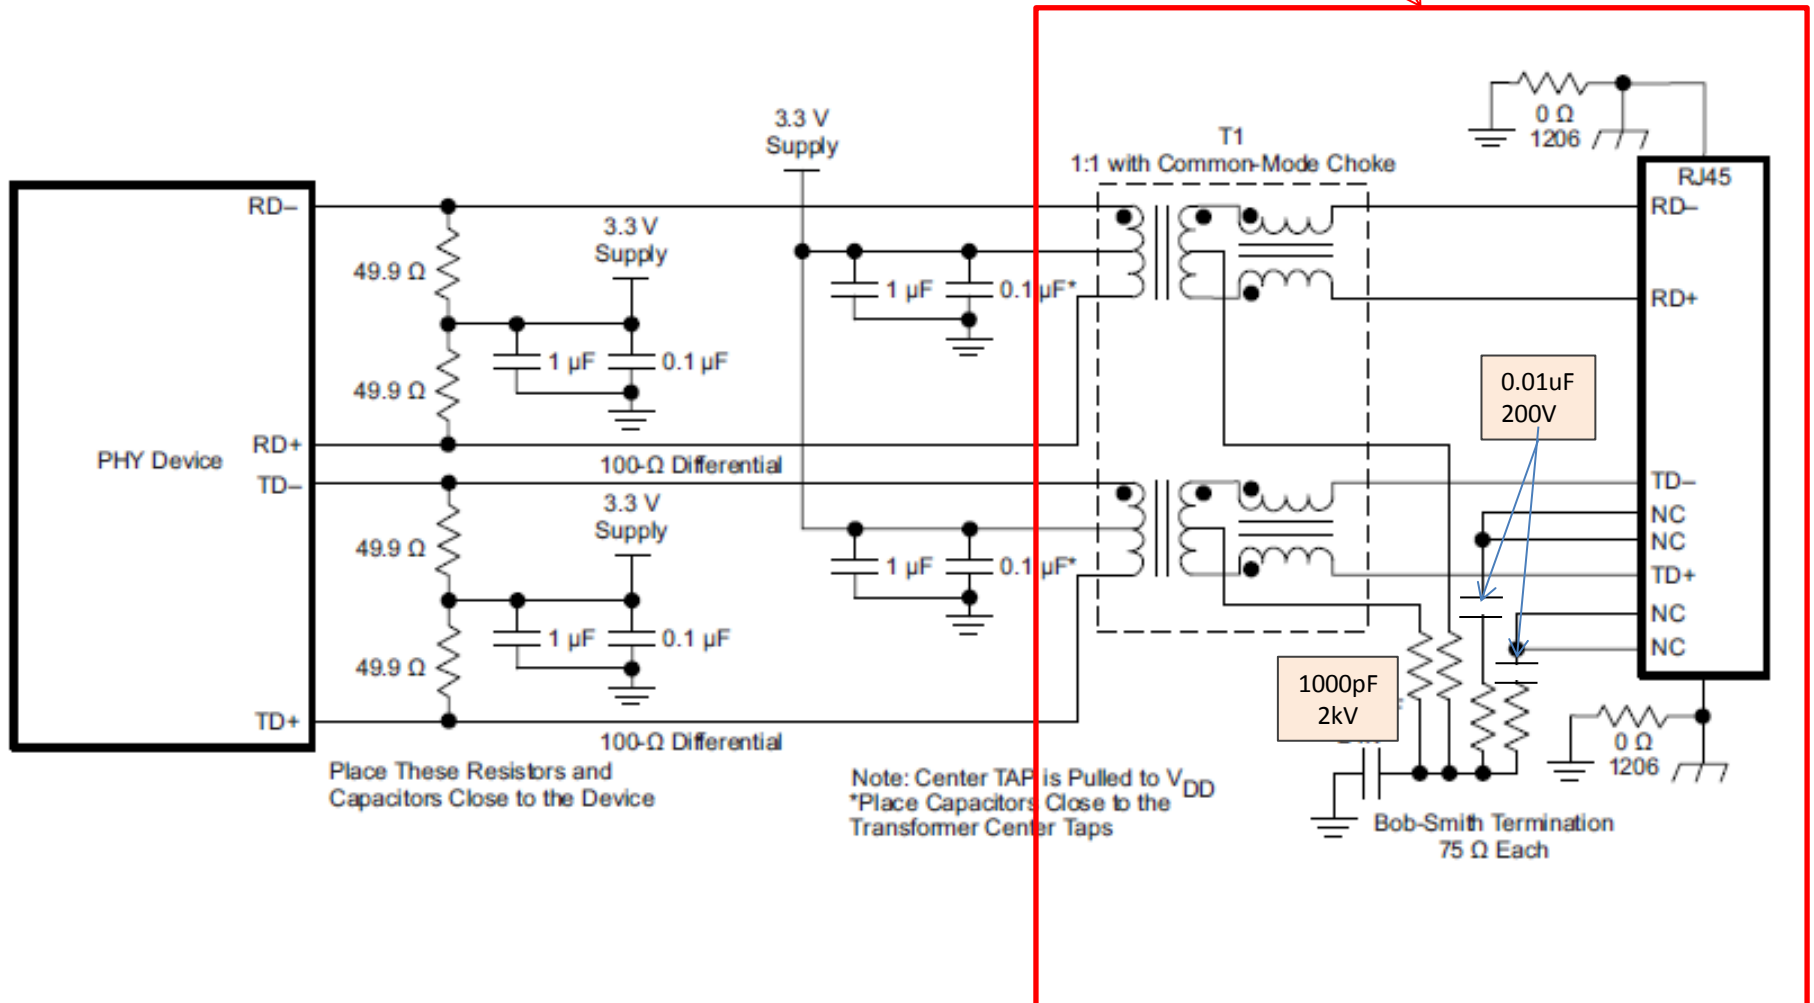 3.3 V
Supply
T1
1:1 with Common-Mode Choke
0 Ω
1206
RJ45
RD–
RD–
3.3 V
Supply
49.9 Ω
1 µF
0.1 µF*
RD+
1 µF
0.1 µF
49.9 Ω
0.01uF
200V
RD+
PHY Device
100-Ω Differential
TD–
TD–
3.3 V
Supply
NC
NC
49.9 Ω
1 µF
0.1 µF*
TD+
NC
1 µF
0.1 µF
NC
49.9 Ω
1000pF
2kV
TD+
100-Ω Differential
0 Ω
1206
Place These Resistors and
Capacitors Close to the Device
Note: Center TAP is Pulled to VDD
*Place Capacitors Close to the
Transformer Center Taps
Bob-Smith Termination
75 Ω Each